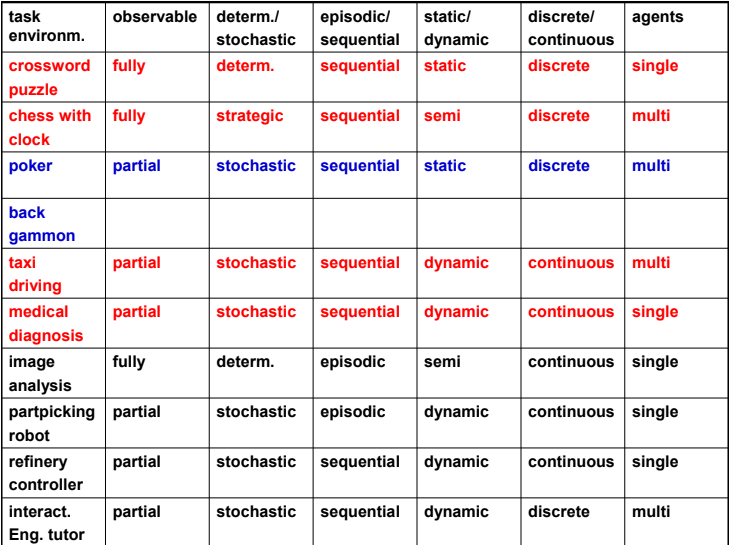 task environm. observable determ./ stochastic episodic/ sequential static/ dynamic discrete/ continuous agents
crossword puzzle fully determ. sequential static discrete single
chess with clock fully strategic sequential semi discrete multi
poker partial stochastic sequential static discrete multi
back gammon
taxi driving partial stochastic sequential dynamic continuous multi
medical diagnosis partial stochastic sequential dynamic continuous single
image analysis fully determ. episodic semi continuous single
partpicking robot partial stochastic episodic dynamic continuous single
refinery controller partial stochastic sequential dynamic continuous single
interact. Eng. tutor partial stochastic sequential dynamic discrete multi